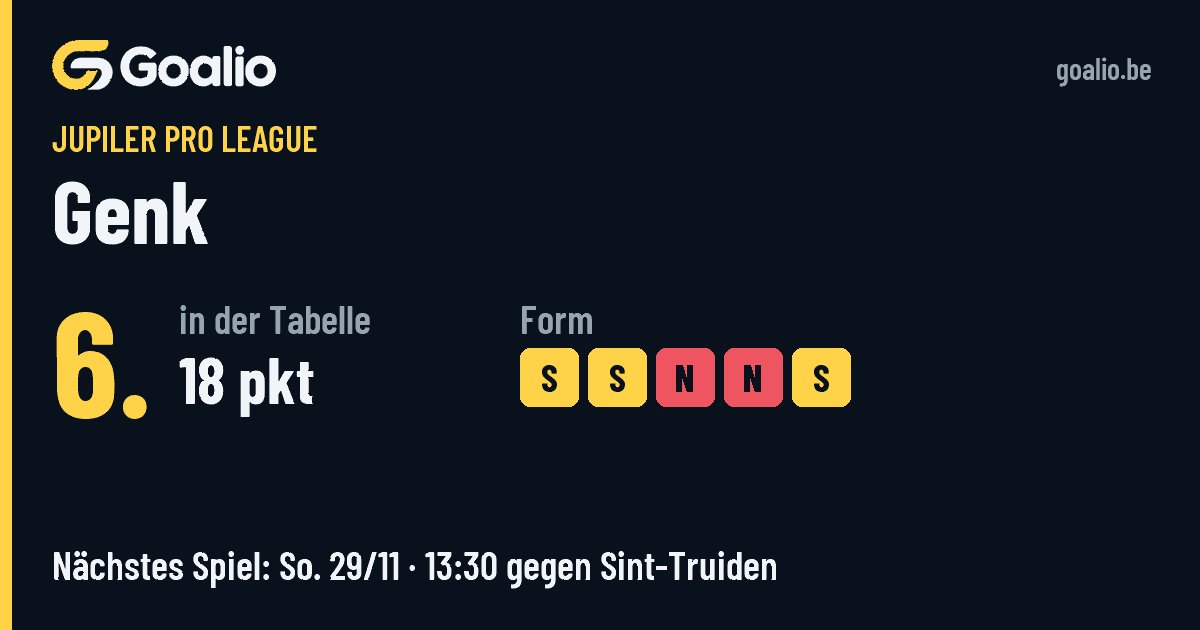 Goalio
goalio.be
JUPILER PRO LEAGUE
Genk
6.
in der Tabelle
18 pkt
Form
S S N N S
Nächstes Spiel: So. 29/11 · 13:30 gegen Sint-Truiden